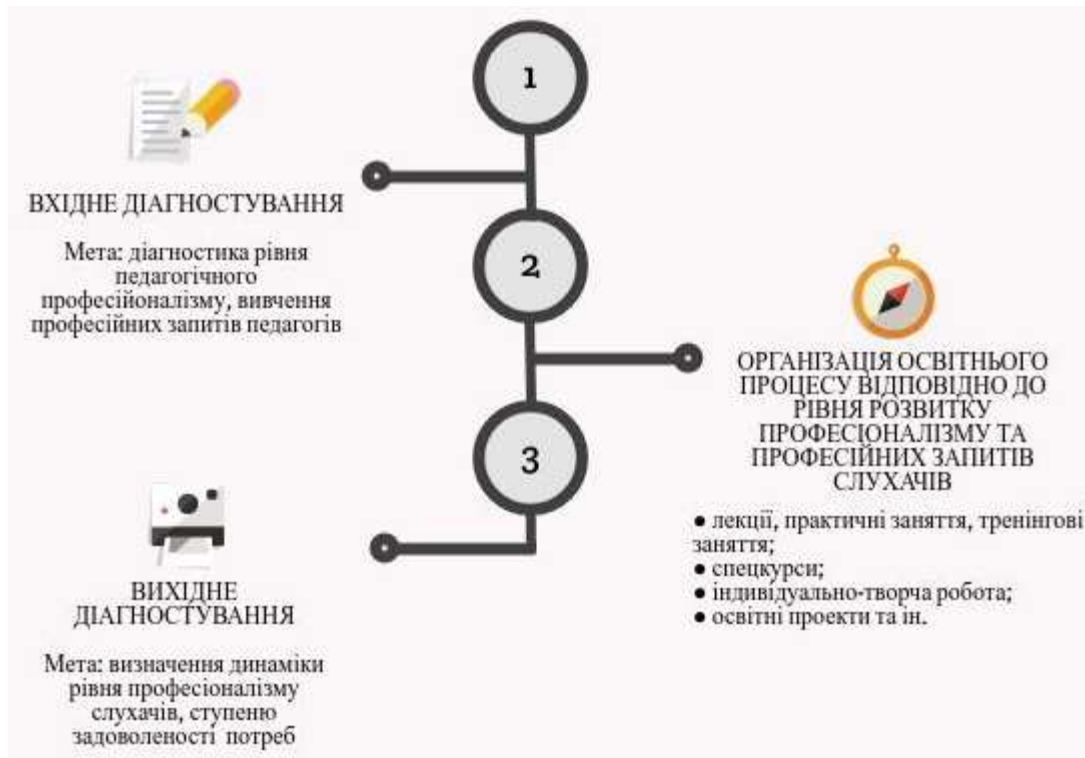 1
ВХІДНЕ ДІАГНОСТУВАННЯ
Мета: діагностика рівня
педагогічного
професійоналізму, вивчення
професійних запитів педагогів
2
ОРГАНІЗАЦІЯ ОСВІТНЬОГО
ПРОЦЕСУ ВІДПОВІДНО ДО
РІВНЯ РОЗВИТКУ
ПРОФЕСІОНАЛІЗМУ ТА
ПРОФЕСІЙНИХ ЗАПИТІВ
СЛУХАЧІВ
● лекції, практичні заняття, тренінгові
заняття;
● спецкурси;
● індивідуально-творча робота;
● освітні проекти та ін.
3
ВИХІДНЕ
ДІАГНОСТУВАННЯ
Мета: визначення динаміки
рівня професіоналізму
слухачів, ступеню
задоволеності потреб